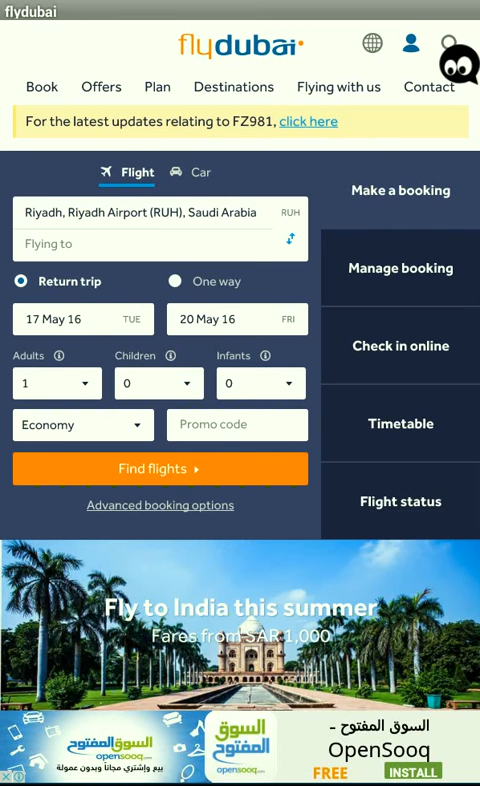 flydubai
flydubai
Book Offers Plan Destinations Flying with us Contact
For the latest updates relating to FZ981, click here
Flight Car
Riyadh, Riyadh Airport (RUH), Saudi Arabia RUH
Flying to
Return trip One way
17 May 16 TUE 20 May 16 FRI
Adults Children Infants
1 0 0
Economy Promo code
Find flights
Advanced booking options
Make a booking
Manage booking
Check in online
Timetable
Flight status
Fly to India this summer
Fares from SAR 1,000
السوق المفتوح
opensooq.com
بيع وإشتري مجاناً وبدون عمولة
السوق
المفتوح
opensooq.com
السوق المفتوح -
OpenSooq
FREE INSTALL